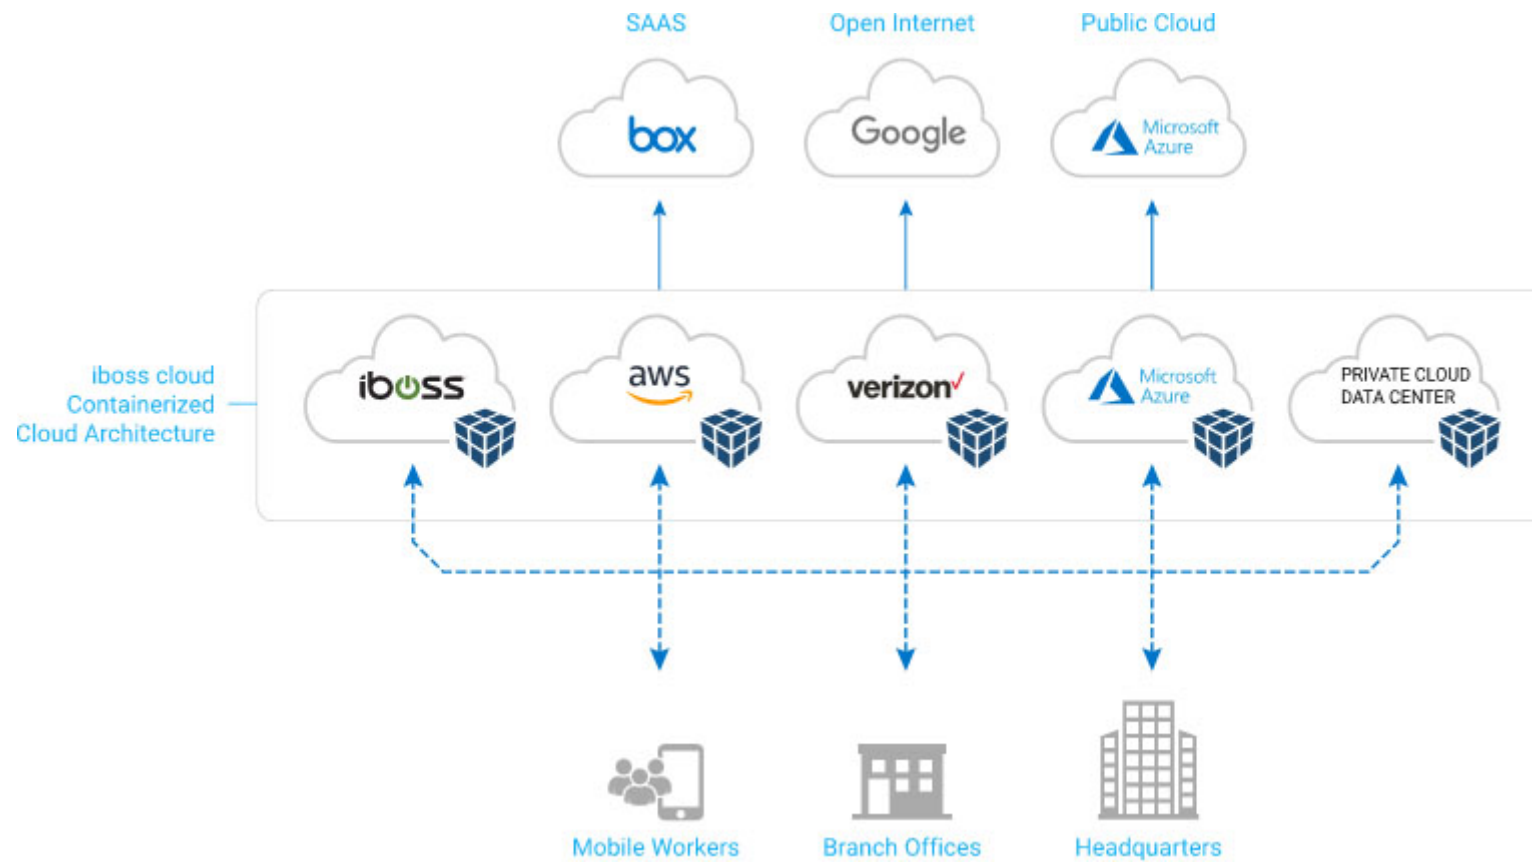 SAAS
Open Internet
Public Cloud
box
Google
Microsoft
Azure
iboss cloud
Containerized
Cloud Architecture
iboss
aws
verizon✓
Microsoft
Azure
PRIVATE CLOUD
DATA CENTER
Mobile Workers
Branch Offices
Headquarters